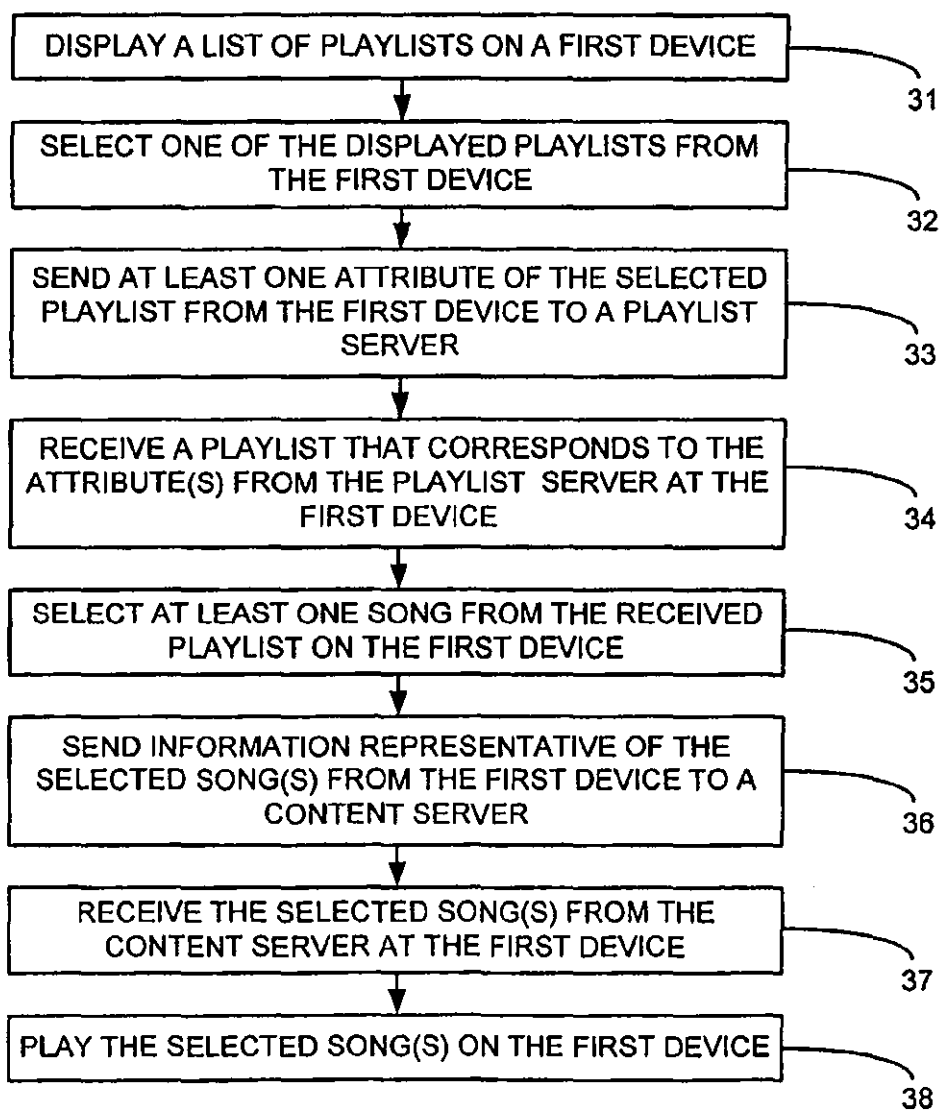 DISPLAY A LIST OF PLAYLISTS ON A FIRST DEVICE
31
SELECT ONE OF THE DISPLAYED PLAYLISTS FROM
THE FIRST DEVICE
32
SEND AT LEAST ONE ATTRIBUTE OF THE SELECTED
PLAYLIST FROM THE FIRST DEVICE TO A PLAYLIST
SERVER
33
RECEIVE A PLAYLIST THAT CORRESPONDS TO THE
ATTRIBUTE(S) FROM THE PLAYLIST SERVER AT THE
FIRST DEVICE
34
SELECT AT LEAST ONE SONG FROM THE RECEIVED
PLAYLIST ON THE FIRST DEVICE
35
SEND INFORMATION REPRESENTATIVE OF THE
SELECTED SONG(S) FROM THE FIRST DEVICE TO A
CONTENT SERVER
36
RECEIVE THE SELECTED SONG(S) FROM THE
CONTENT SERVER AT THE FIRST DEVICE
37
PLAY THE SELECTED SONG(S) ON THE FIRST DEVICE
38